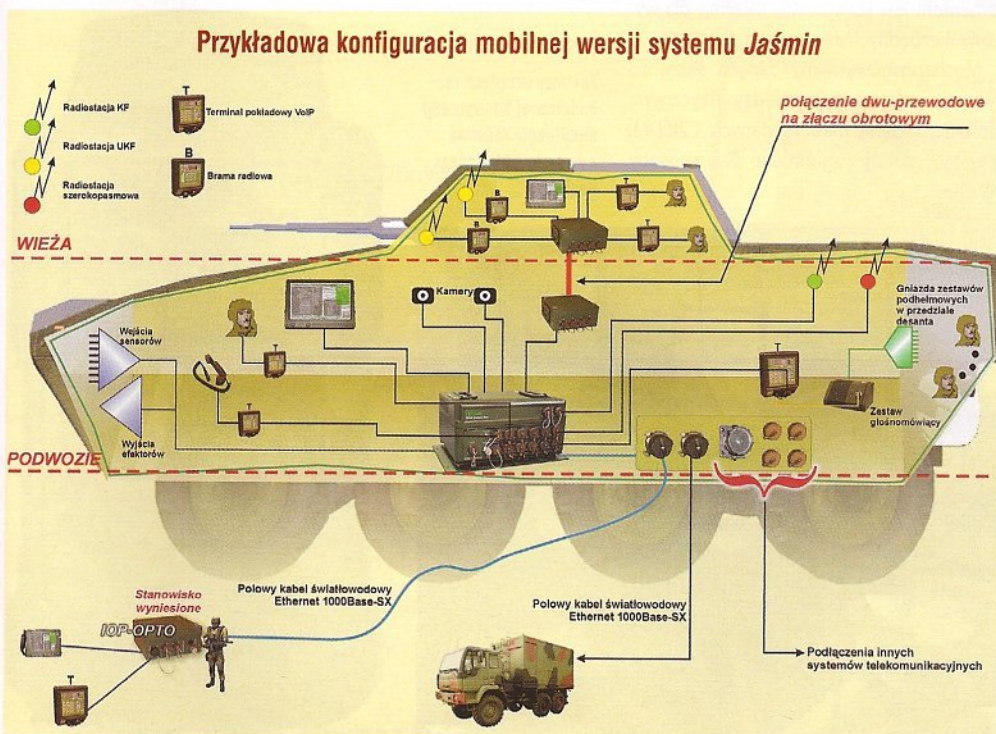 Przykładowa konfiguracja mobilnej wersji systemu Jaśmin
Radiostacja KF
Radiostacja UKF
Radiostacja
szerokopasmowa
T
Terminal pokładowy VoIP
B
Brama radiowa
połączenie dwu-przewodowe
na złączu obrotowym
WIEŻA
B
T
B
T
Kamery
Gniazda zestawów
podhełmowych
w przedziale
desantu
Wejścia
sensorów
T
T
T
Zestaw
głośnomówiący
Wyjścia
efektorów
PODWOZIE
Stanowisko
wyniesione
IOP-OPTO
T
Polowy kabel światłowodowy
Ethernet 1000Base-SX
Polowy kabel światłowodowy
Ethernet 1000Base-SX
Podłączenia innych
systemów telekomunikacyjnych